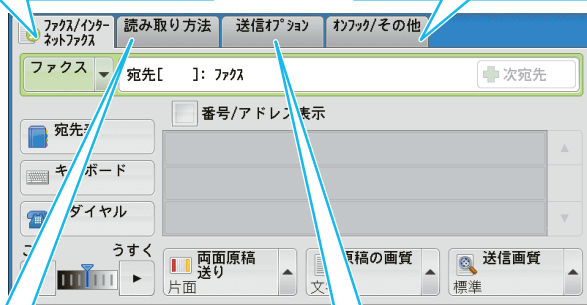 ファクス/インター
ネットファクス
読み取り方法
送信オプション
オンフック/その他
ファクス
宛先[ ]: ファクス
次宛先
番号/アドレス表示
宛先
キーボード
ダイヤル
うすく
両面原稿
送り
片面
原稿の画質
文
送信画質
標準